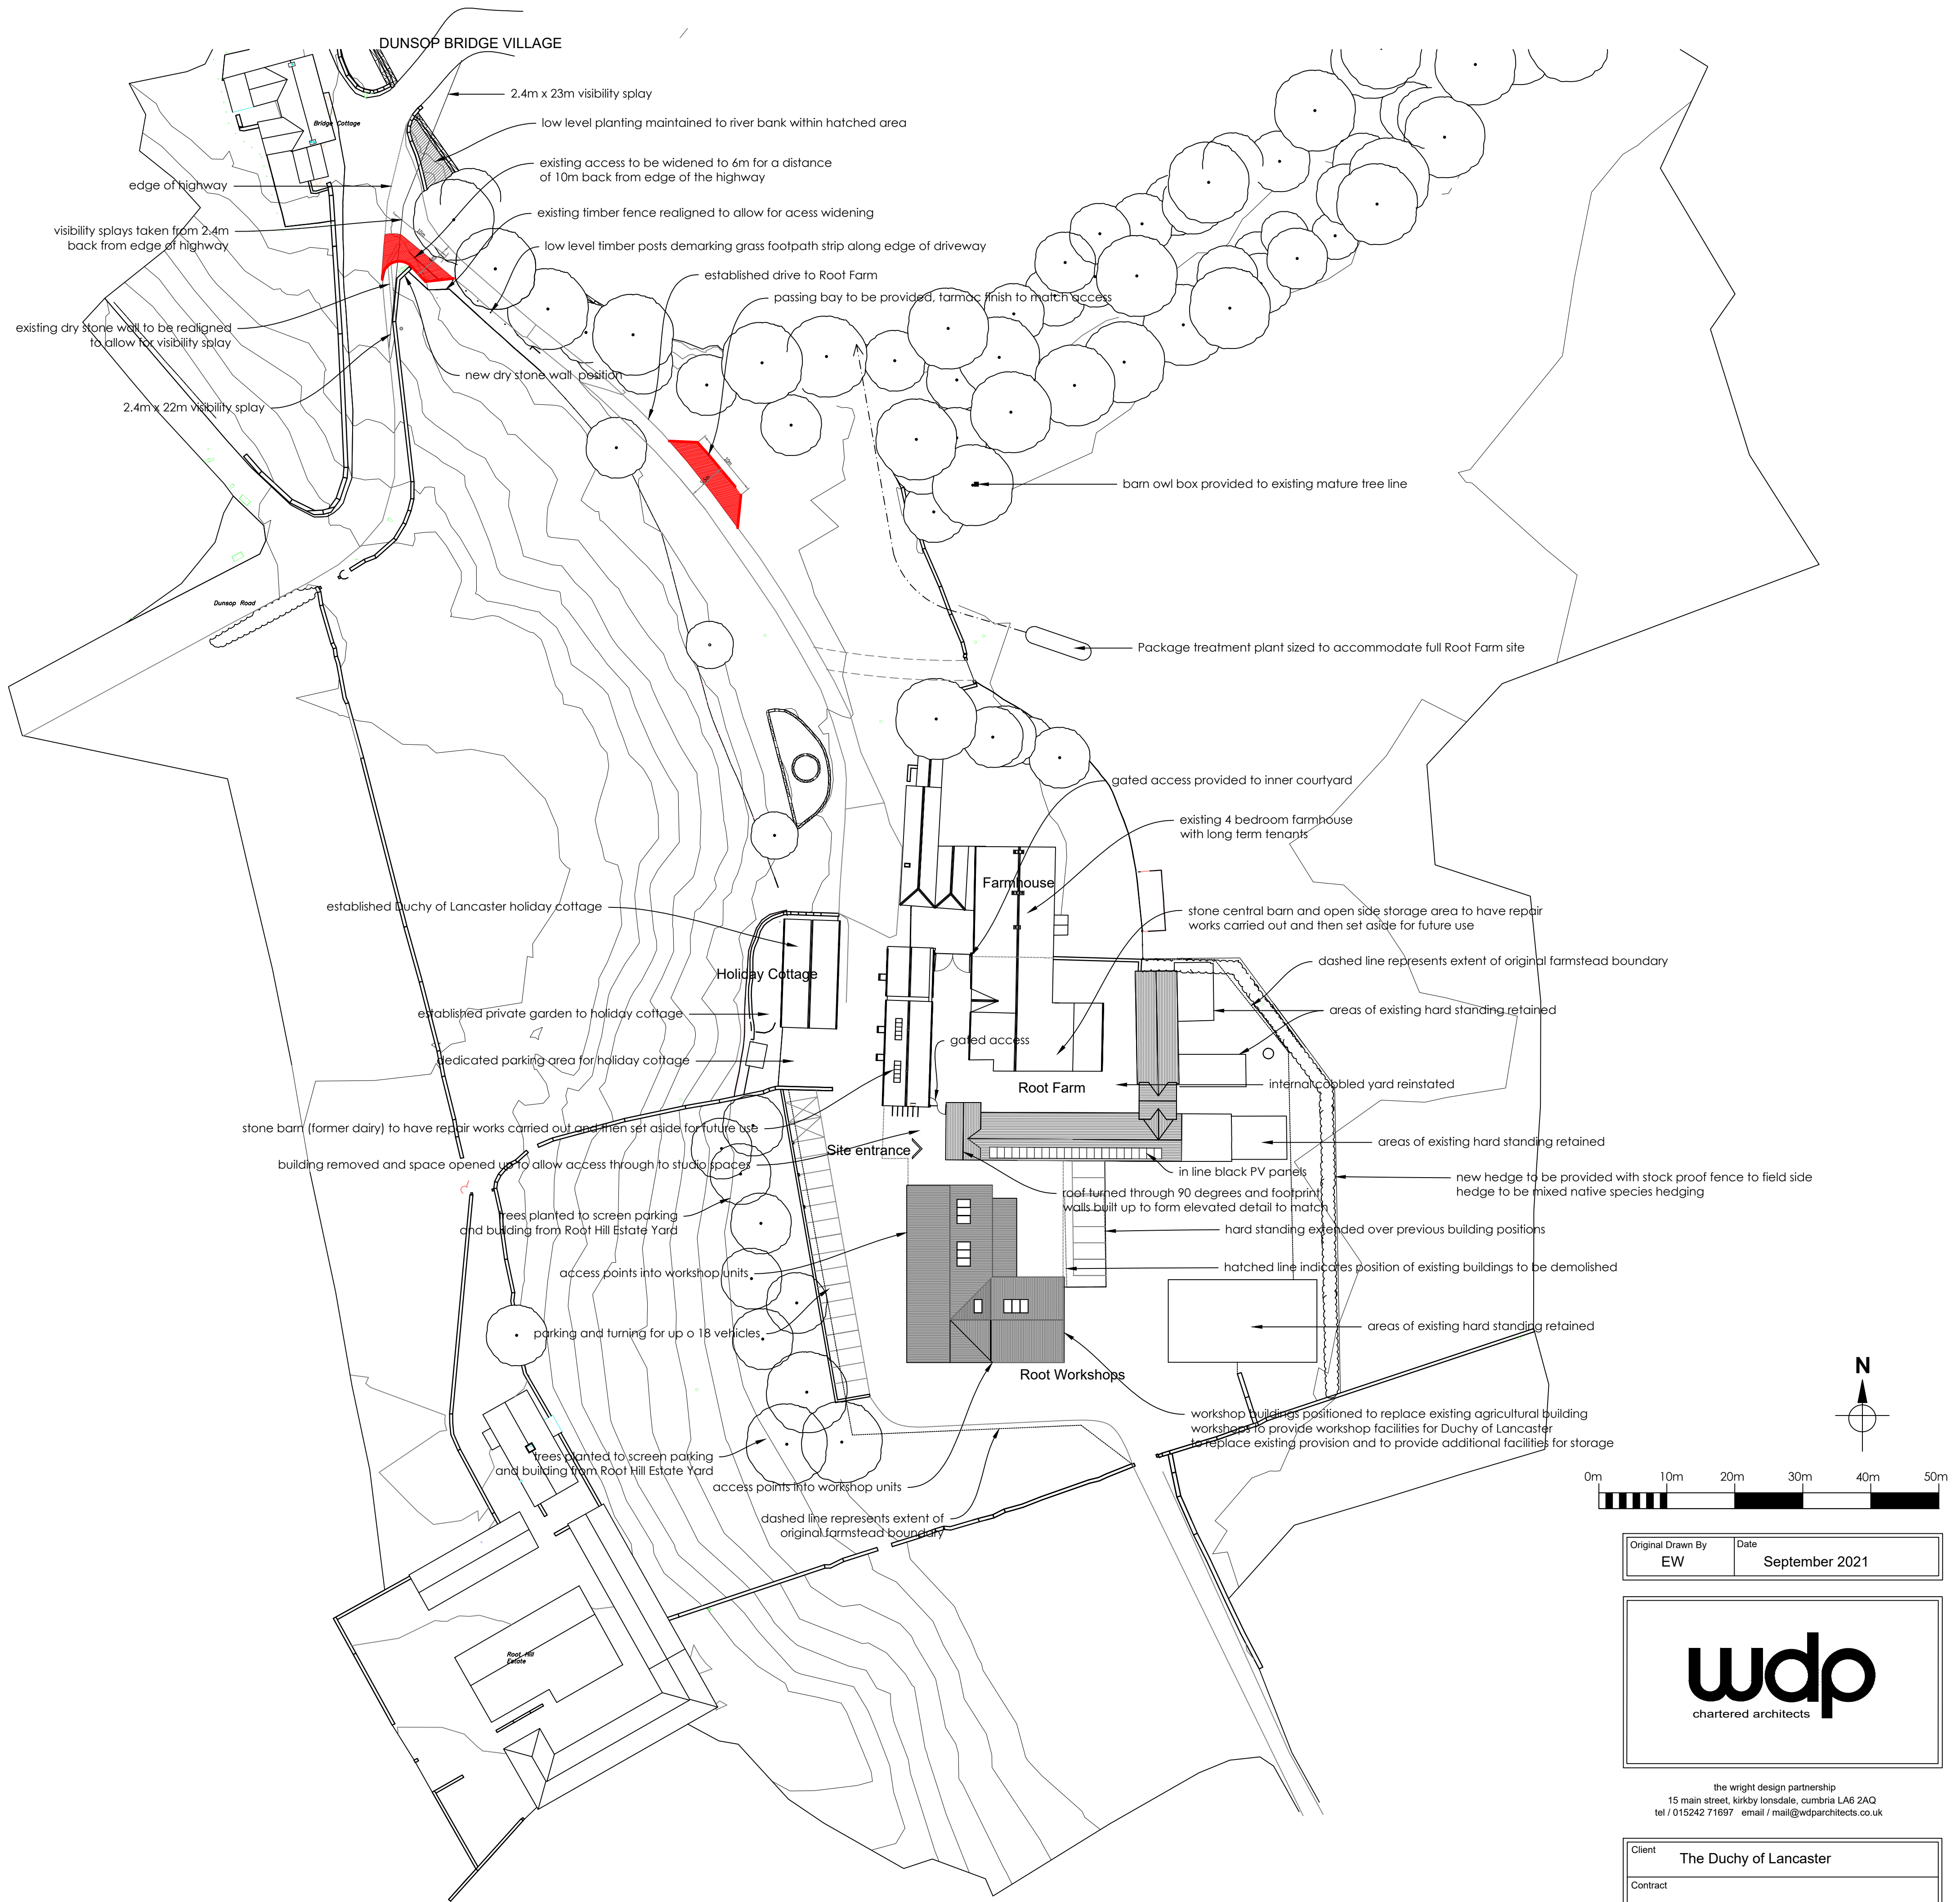 DUNSOP BRIDGE VILLAGE
2.4m x 23m visibility splay
Bridge Cottage
low level planting maintained to river bank within hatched area
existing access to be widened to 6m for a distance
of 10m back from edge of the highway
edge of highway
existing timber fence realigned to allow for acess widening
visibility splays taken from 2.4m
back from edge of highway
low level timber posts demarking grass footpath strip along edge of driveway
established drive to Root Farm
passing bay to be provided, tarmac finish to match access
existing dry stone wall to be realigned
to allow for visibility splay
new dry stone wall position
2.4m x 22m visibility splay
barn owl box provided to existing mature tree line
Dunsop Road
Package treatment plant sized to accommodate full Root Farm site
gated access provided to inner courtyard
existing 4 bedroom farmhouse
with long term tenants
Farmhouse
established Duchy of Lancaster holiday cottage
stone central barn and open side storage area to have repair
works carried out and then set aside for future use
Holiday Cottage
dashed line represents extent of original farmstead boundary
established private garden to holiday cottage
areas of existing hard standing retained
gated access
dedicated parking area for holiday cottage
Root Farm
internal cobbled yard reinstated
stone barn (former dairy) to have repair works carried out and then set aside for future use
areas of existing hard standing retained
Site entrance
building removed and space opened up to allow access through to studio spaces
in line black PV panels
new hedge to be provided with stock proof fence to field side
hedge to be mixed native species hedging
roof turned through 90 degrees and footprint
walls built up to form elevated detail to match
trees planted to screen parking
and building from Root Hill Estate Yard
hard standing extended over previous building positions
access points into workshop units
hatched line indicates position of existing buildings to be demolished
parking and turning for up o 18 vehicles
areas of existing hard standing retained
Root Workshops
N
workshop buildings positioned to replace existing agricultural building
workshops to provide workshop facilities for Duchy of Lancaster
to replace existing provision and to provide additional facilities for storage
trees planted to screen parking
and building from Root Hill Estate Yard
access points into workshop units
0m 10m 20m 30m 40m 50m
dashed line represents extent of
original farmstead boundary
Original Drawn By
EW
Date
September 2021
Root Hill
Estate
wdp
chartered architects
the wright design partnership
15 main street, kirkby lonsdale, cumbria LA6 2AQ
tel / 015242 71697 email / mail@wdparchitects.co.uk
Client
The Duchy of Lancaster
Contract